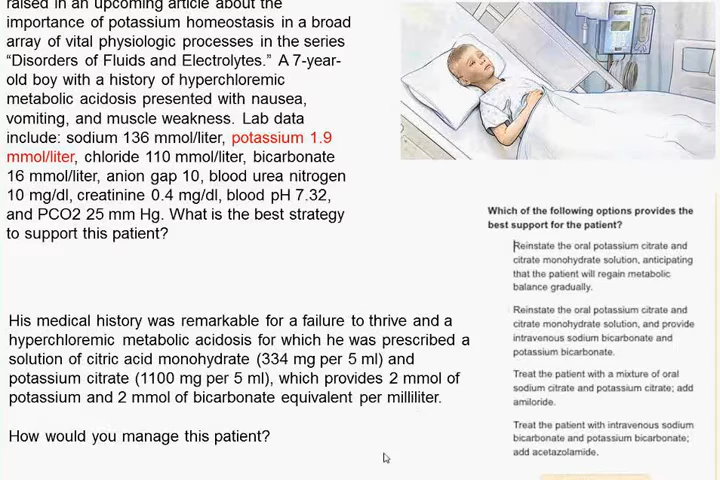 raised in an upcoming article about the
importance of potassium homeostasis in a broad
array of vital physiologic processes in the series
“Disorders of Fluids and Electrolytes.” A 7-year-
old boy with a history of hyperchloremic
metabolic acidosis presented with nausea,
vomiting, and muscle weakness. Lab data
include: sodium 136 mmol/liter, potassium 1.9
mmol/liter, chloride 110 mmol/liter, bicarbonate
16 mmol/liter, anion gap 10, blood urea nitrogen
10 mg/dl, creatinine 0.4 mg/dl, blood pH 7.32,
and PCO2 25 mm Hg. What is the best strategy
to support this patient?
His medical history was remarkable for a failure to thrive and a
hyperchloremic metabolic acidosis for which he was prescribed a
solution of citric acid monohydrate (334 mg per 5 ml) and
potassium citrate (1100 mg per 5 ml), which provides 2 mmol of
potassium and 2 mmol of bicarbonate equivalent per milliliter.
How would you manage this patient?
Which of the following options provides the
best support for the patient?
Reinstate the oral potassium citrate and
citrate monohydrate solution, anticipating
that the patient will regain metabolic
balance gradually.
Reinstate the oral potassium citrate and
citrate monohydrate solution, and provide
intravenous sodium bicarbonate and
potassium bicarbonate.
Treat the patient with a mixture of oral
sodium citrate and potassium citrate; add
amiloride.
Treat the patient with intravenous sodium
bicarbonate and potassium bicarbonate;
add acetazolamide.